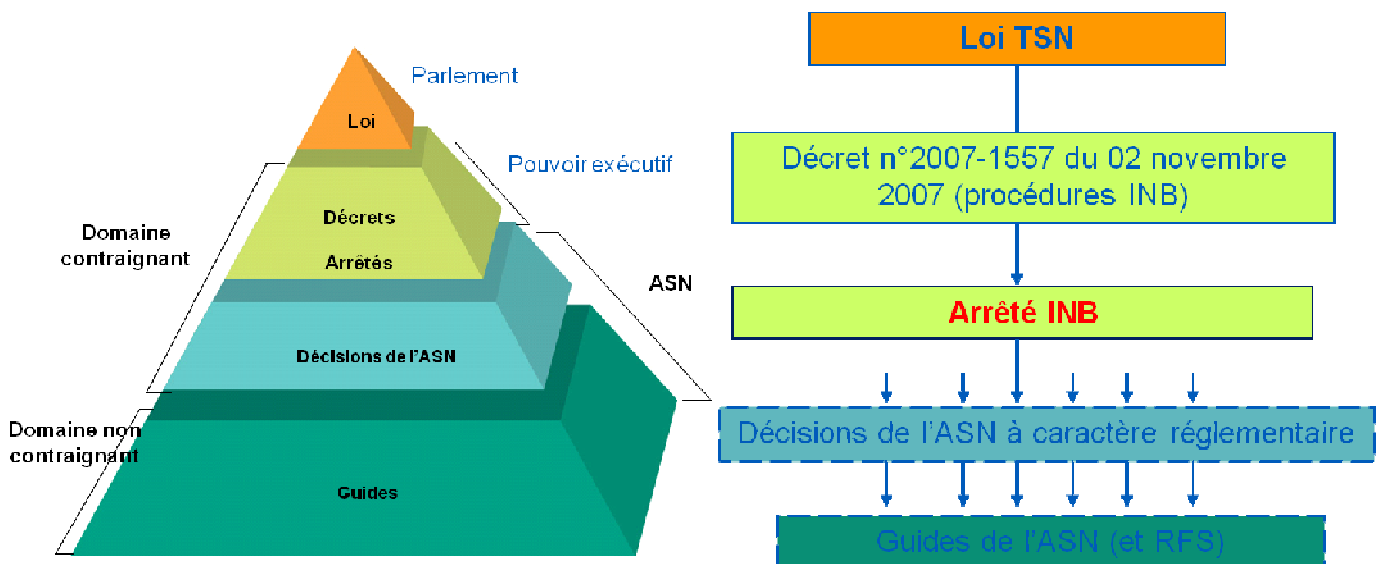 Parlement
Loi
Pouvoir exécutif
Décrets
Arrêtés
Domaine
contraignant
ASN
Décisions de l'ASN
Domaine non
contraignant
Guides
Loi TSN
Décret n°2007-1557 du 02 novembre
2007 (procédures INB)
Arrêté INB
Décisions de l'ASN à caractère réglementaire
Guides de l'ASN (et RFS)